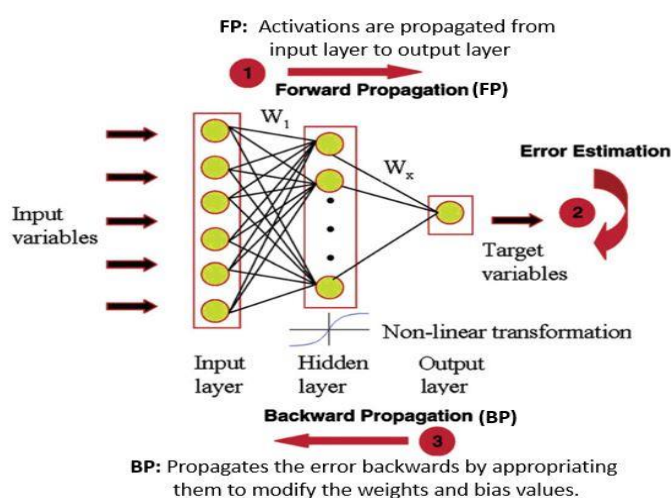 FP: Activations are propagated from
input layer to output layer
1
Forward Propagation (FP)
W1
Wx
Error Estimation
2
Input
variables
Target
variables
Non-linear transformation
Input
layer
Hidden
layer
Output
layer
Backward Propagation (BP)
3
BP: Propagates the error backwards by appropriating
them to modify the weights and bias values.